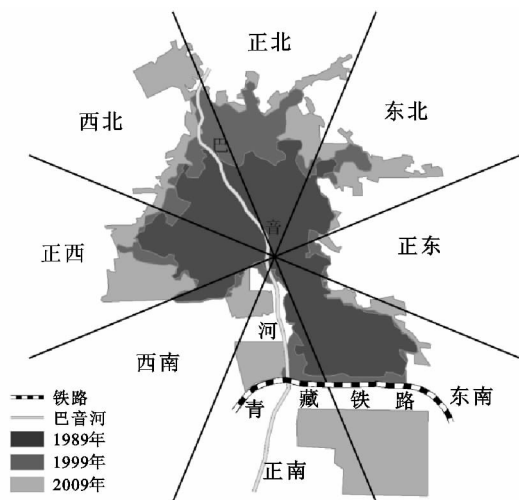 正北
西北
东北
巴
音
正西
正东
河
西南
青藏铁路
东南
正南
铁路
巴音河
1989年
1999年
2009年